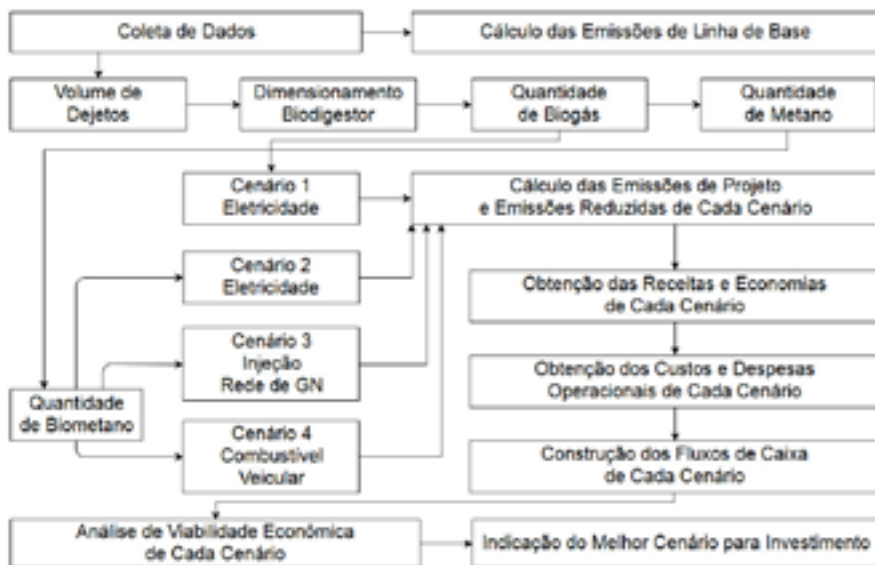 Coleta de Dados
Cálculo das Emissões de Linha de Base
Volume de
Dejetos
Dimensionamento
Biodigestor
Quantidade
de Biogás
Quantidade
de Metano
Cenário 1
Eletricidade
Cálculo das Emissões de Projeto
e Emissões Reduzidas de Cada Cenário
Cenário 2
Eletricidade
Obtenção das Receitas e Economias
de Cada Cenário
Cenário 3
Injeção
Rede de GN
Obtenção dos Custos e Despesas
Operacionais de Cada Cenário
Quantidade
de Biometano
Cenário 4
Combustível
Veicular
Construção dos Fluxos de Caixa
de Cada Cenário
Análise de Viabilidade Econômica
de Cada Cenário
Indicação do Melhor Cenário para Investimento